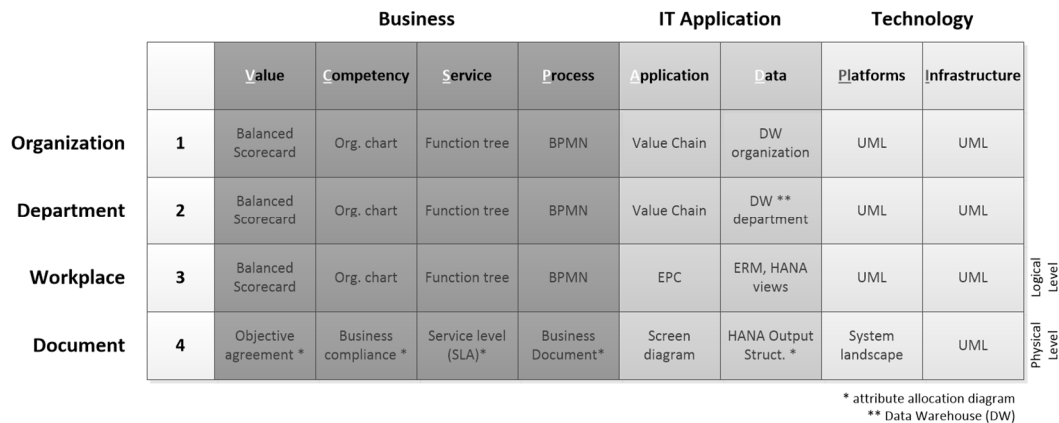 Business IT Application Technology
Value Competency Service Process Application Data Platforms Infrastructure
Organization 1 Balanced Scorecard Org. chart Function tree BPMN Value Chain DW organization UML UML
Department 2 Balanced Scorecard Org. chart Function tree BPMN Value Chain DW ** department UML UML
Workplace 3 Balanced Scorecard Org. chart Function tree BPMN EPC ERM, HANA views UML UML Logical Level
Document 4 Objective agreement * Business compliance * Service level (SLA)* Business Document* Screen diagram HANA Output Struct. * System landscape UML Physical Level
* attribute allocation diagram
** Data Warehouse (DW)